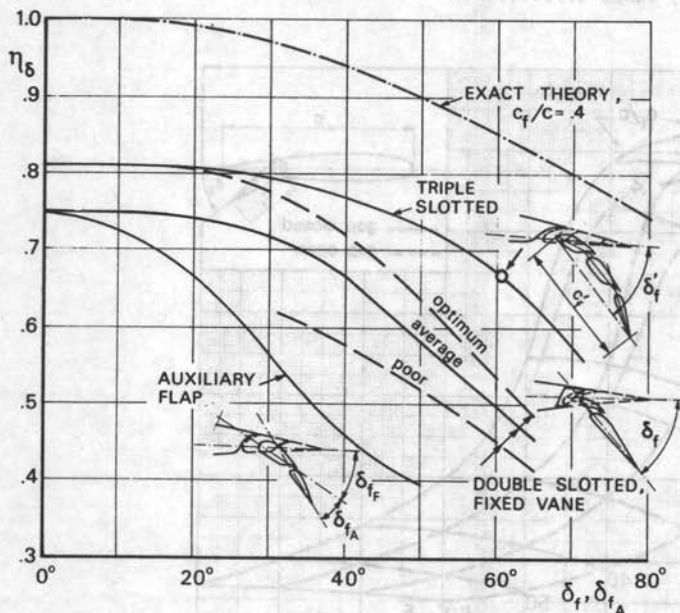 1.0
ηδ
.9
.8
.7
.6
.5
.4
.3
0°
20°
40°
60°
80°
δf, δfA
EXACT THEORY,
cf/c = .4
TRIPLE
SLOTTED
optimum
average
poor
AUXILIARY
FLAP
DOUBLE SLOTTED,
FIXED VANE
δ'f
δf
δfF
δfA